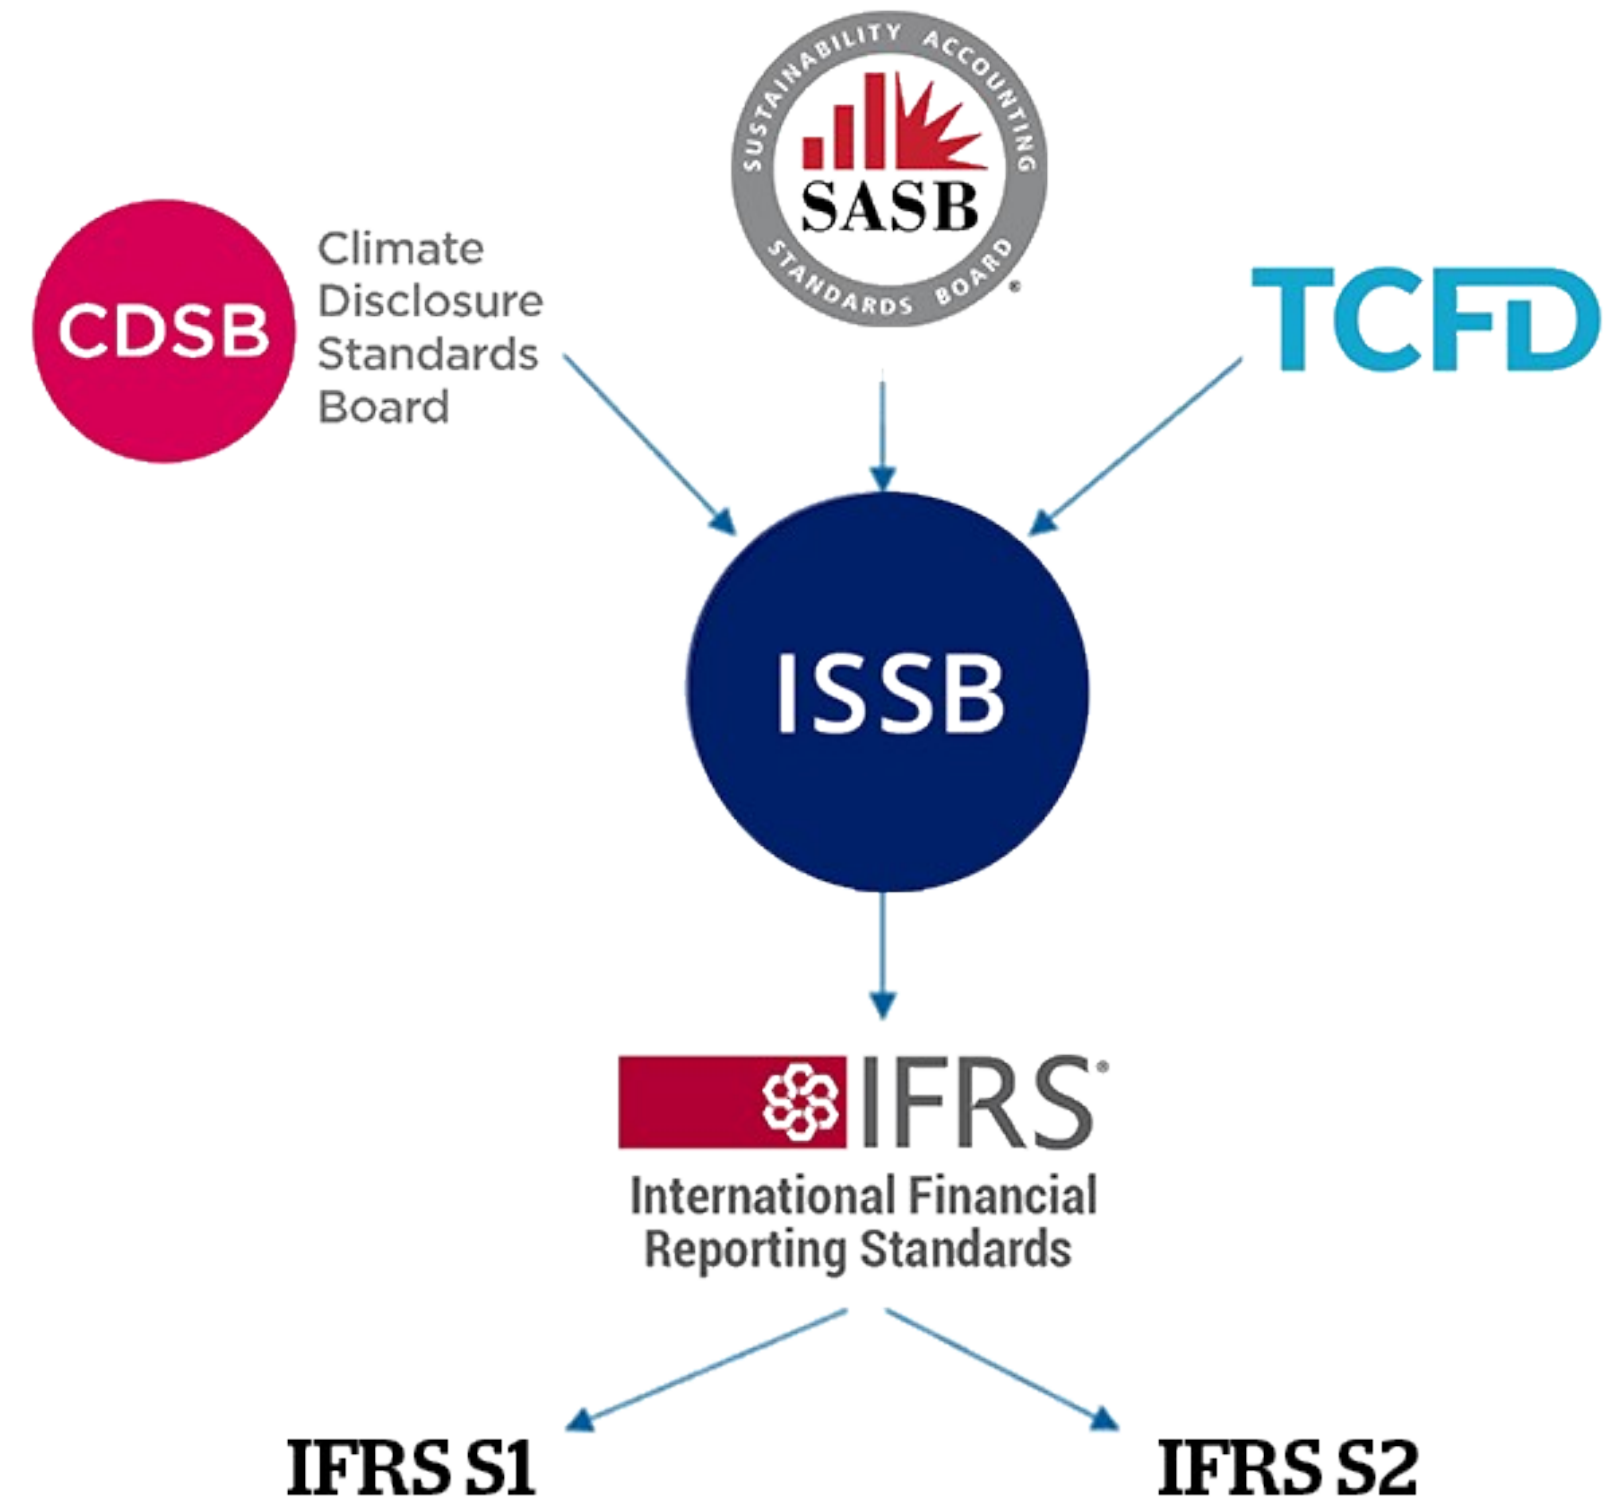 SUSTAINABILITY ACCOUNTING
SASB
STANDARDS BOARD
®
CDSB
Climate
Disclosure
Standards
Board
TCFD
ISSB
IFRS®
International Financial
Reporting Standards
IFRS S1
IFRS S2